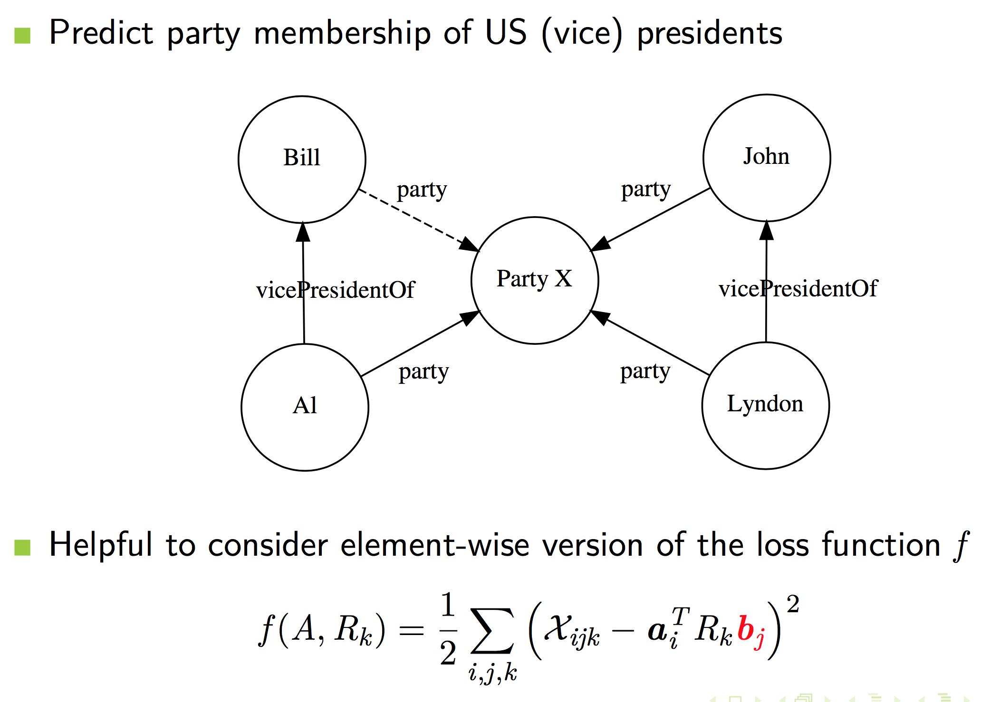 Predict party membership of US (vice) presidents
Bill
John
party
party
Party X
vicePresidentOf
vicePresidentOf
party
party
Al
Lyndon
Helpful to consider element-wise version of the loss function f
f(A, R_k) = \frac{1}{2} \sum_{i,j,k} \left( \mathcal{X}_{ijk} - \boldsymbol{a}_i^T R_k \boldsymbol{b}_j \right)^2